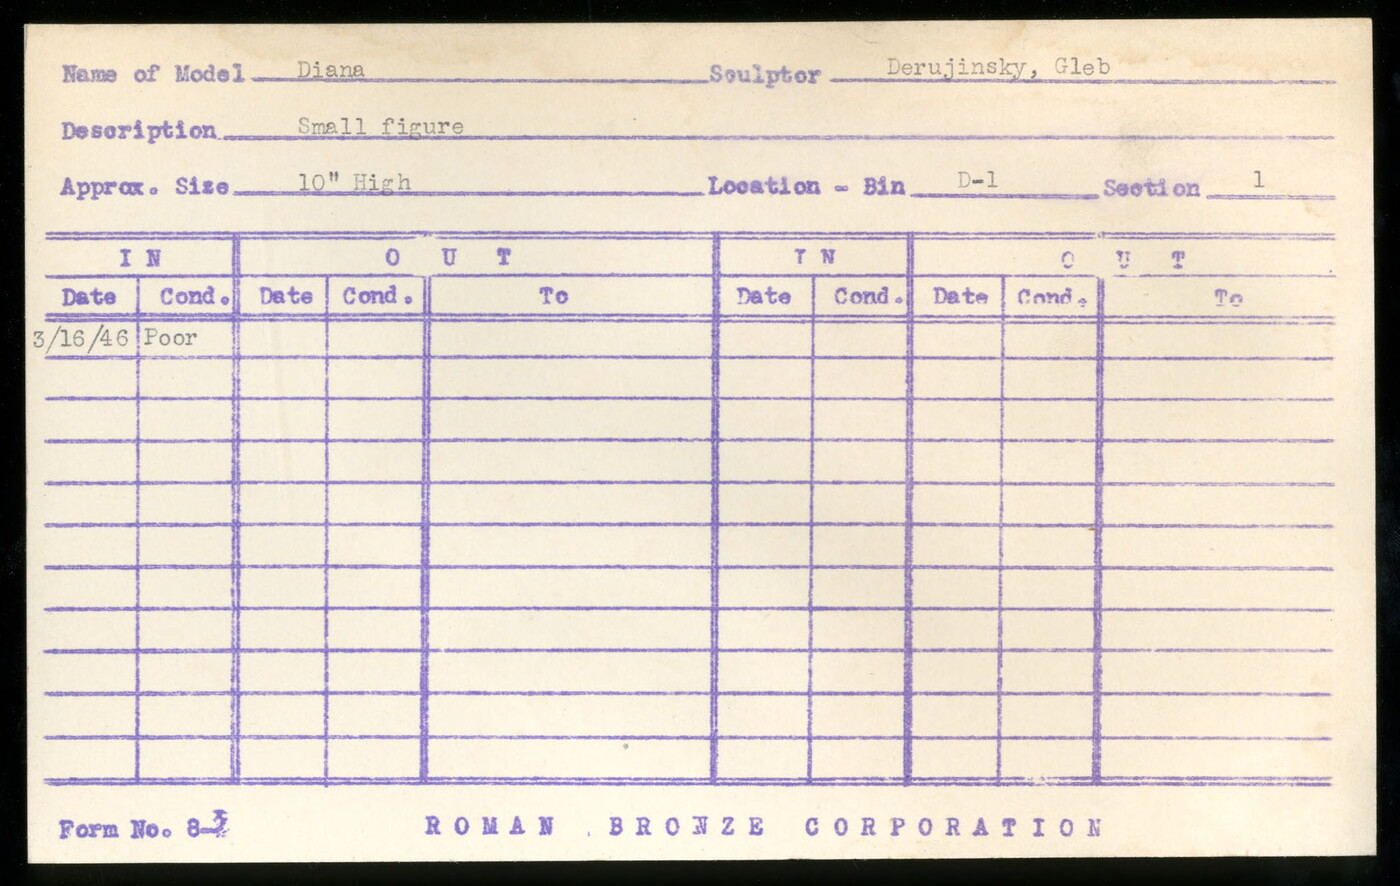 Name of Model Diana Sculptor Derujinsky, Gleb
Description Small figure
Approx. Size 10" High Location - Bin D-1 Section 1
IN OUT IN OUT
Date Cond. Date Cond. To Date Cond. Date Cond. To
3/16/46 Poor
Form No. 8-3 ROMAN BRONZE CORPORATION